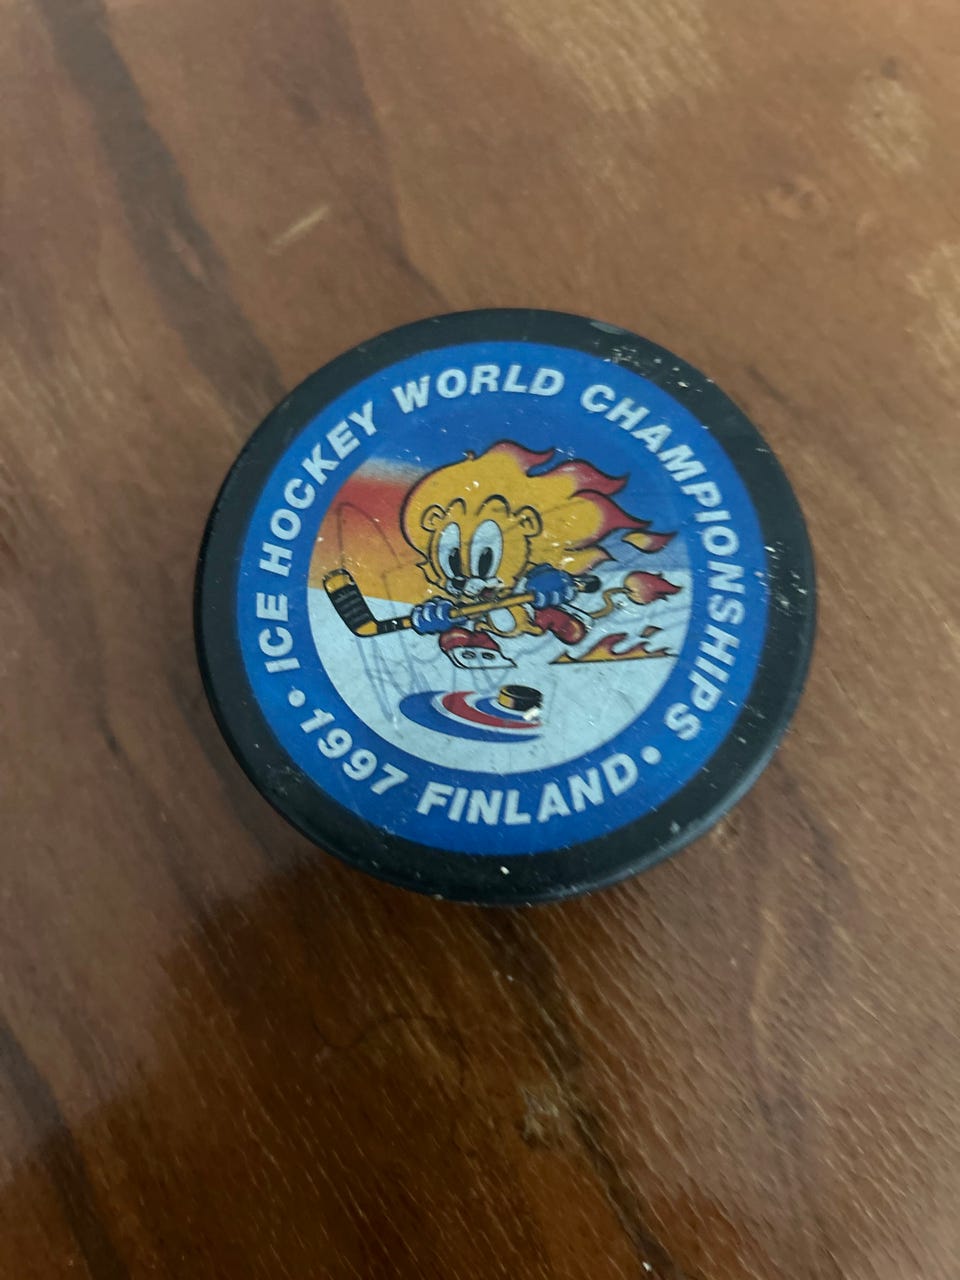 ICE HOCKEY WORLD CHAMPIONSHIPS
• 1997 FINLAND •